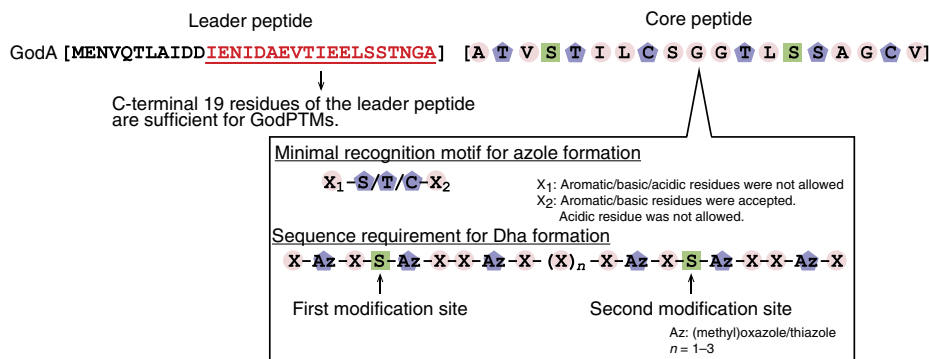 Leader peptide
Core peptide
GodA [MENVQTLAIDDIENIDAEVTIEELSSTNGA] [A T V S T I L C S G G T L S S A G C V]
C-terminal 19 residues of the leader peptide
are sufficient for GodPTMs.
Minimal recognition motif for azole formation
X1-S/T/C-X2
X1: Aromatic/basic/acidic residues were not allowed
X2: Aromatic/basic residues were accepted.
Acidic residue was not allowed.
Sequence requirement for Dha formation
X-Az-X-S-Az-X-X-Az-X-(X)n-X-Az-X-S-Az-X-X-Az-X
First modification site
Second modification site
Az: (methyl)oxazole/thiazole
n = 1–3